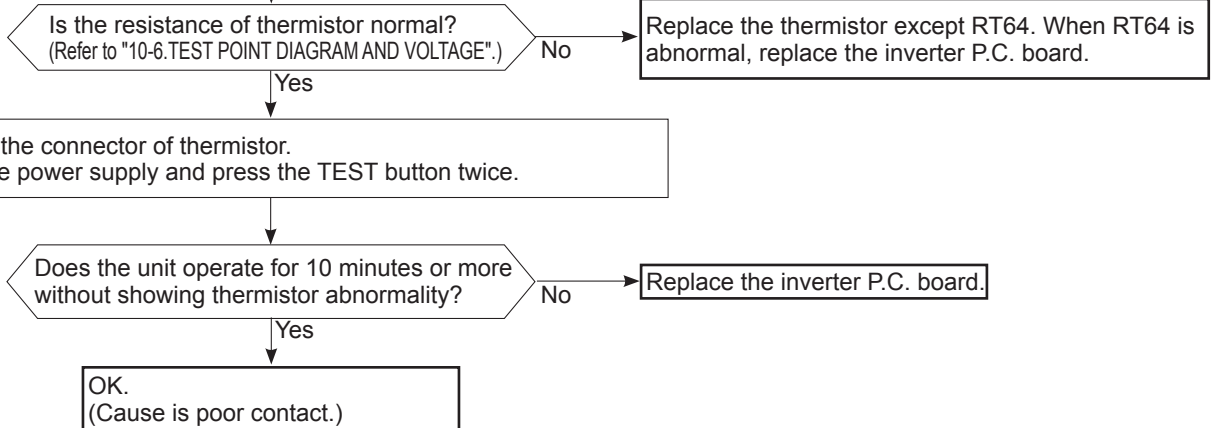 Is the resistance of thermistor normal?
(Refer to "10-6.TEST POINT DIAGRAM AND VOLTAGE".)
No
Replace the thermistor except RT64. When RT64 is
abnormal, replace the inverter P.C. board.
Yes
the connector of thermistor.
power supply and press the TEST button twice.
Does the unit operate for 10 minutes or more
without showing thermistor abnormality?
No
Replace the inverter P.C. board.
Yes
OK.
(Cause is poor contact.)